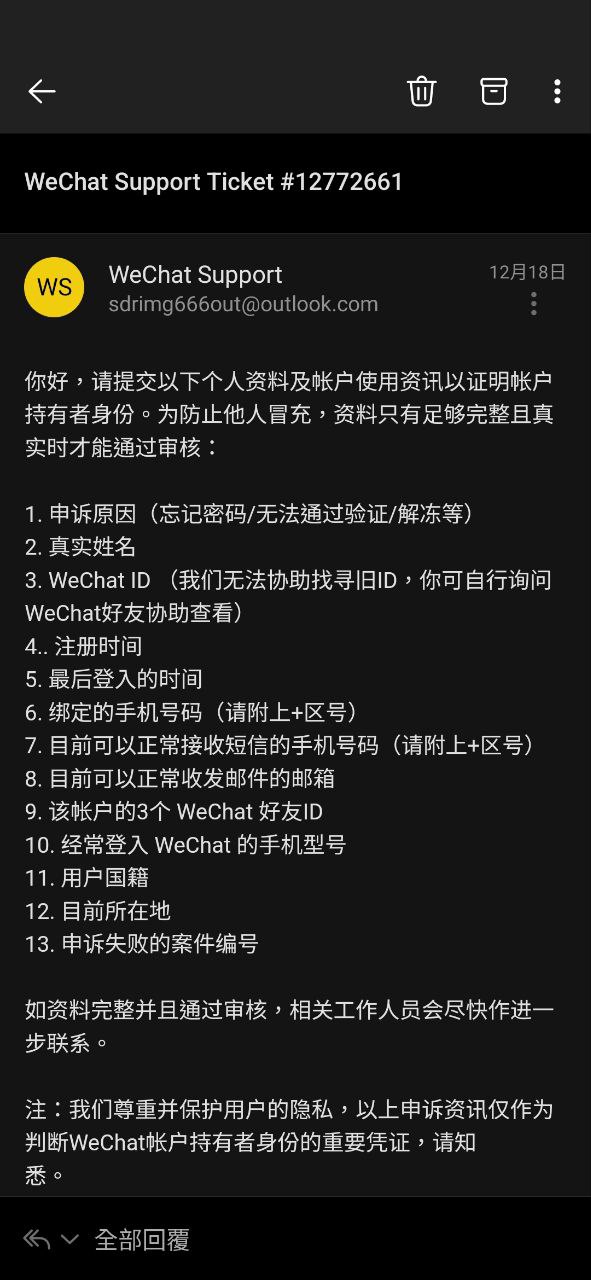 WeChat Support Ticket #12772661
WS
WeChat Support
12月18日
sdrimg666out@outlook.com
你好，请提交以下个人资料及帐户使用资讯以证明帐户
持有者身份。为防止他人冒充，资料只有足够完整且真
实时才能通过审核：
1. 申诉原因（忘记密码/无法通过验证/解冻等）
2. 真实姓名
3. WeChat ID （我们无法协助找寻旧ID，你可自行询问
WeChat好友协助查看）
4.. 注册时间
5. 最后登入的时间
6. 绑定的手机号码（请附上+区号）
7. 目前可以正常接收短信的手机号码（请附上+区号）
8. 目前可以正常收发邮件的邮箱
9. 该帐户的3个 WeChat 好友ID
10. 经常登入 WeChat 的手机型号
11. 用户国籍
12. 目前所在地
13. 申诉失败的案件编号
如资料完整并且通过审核，相关工作人员会尽快作进一
步联系。
注：我们尊重并保护用户的隐私，以上申诉资讯仅作为
判断WeChat帐户持有者身份的重要凭证，请知
悉。
全部回覆